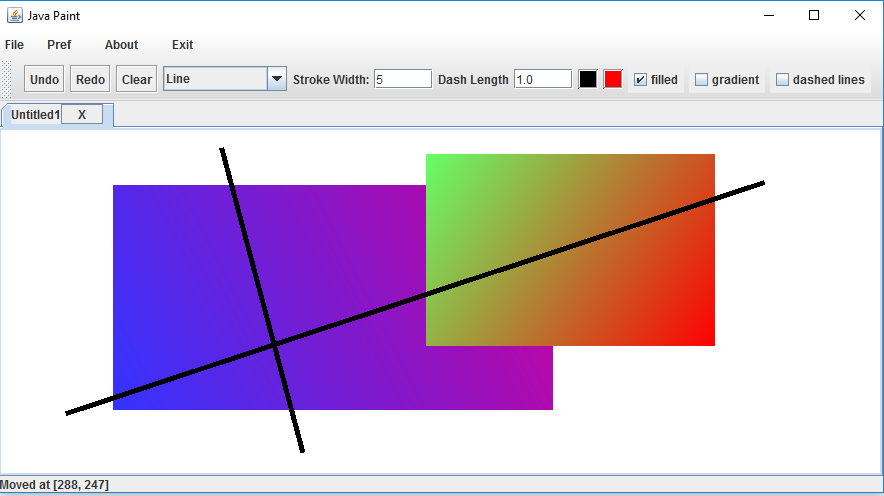 Java Paint
File Pref About Exit
Undo Redo Clear Line Stroke Width: 5 Dash Length 1.0 filled gradient dashed lines
Untitled1 X
Moved at [288, 247]